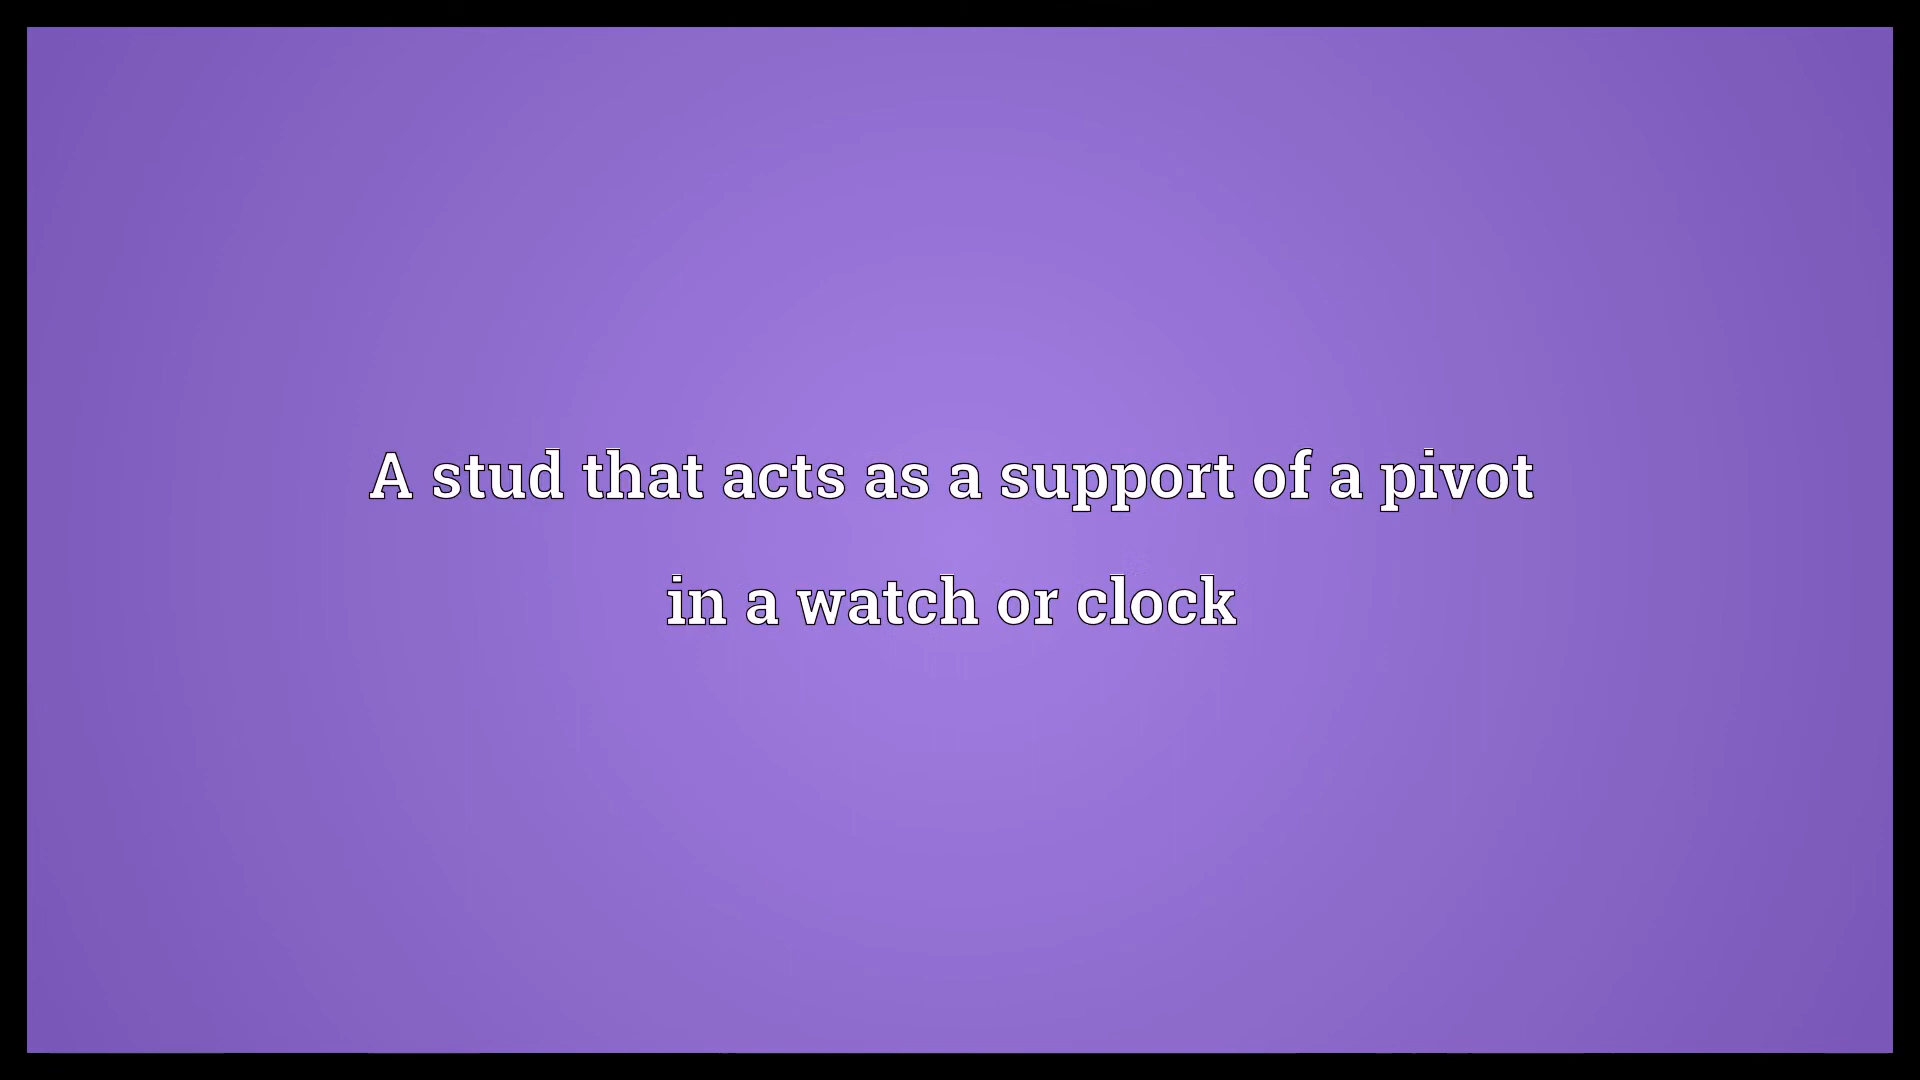 A stud that acts as a support of a pivot
in a watch or clock